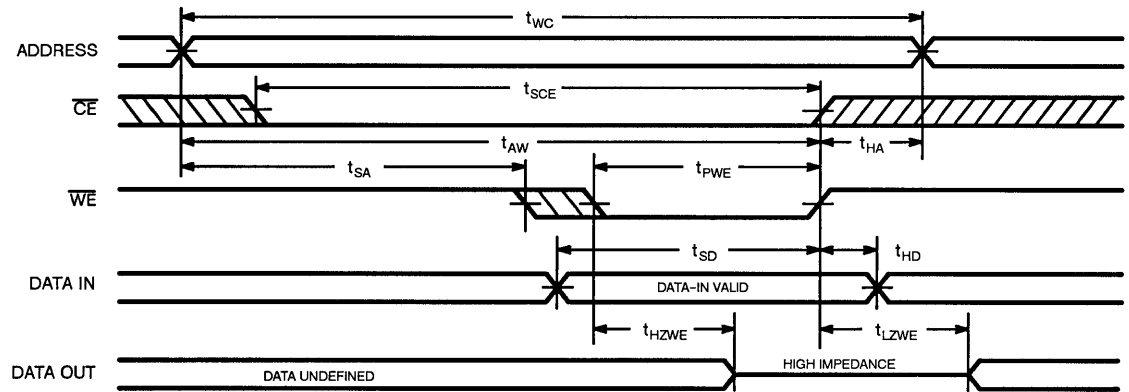 tWC
ADDRESS
CE
tSCE
tAW
tHA
tSA
tPWE
WE
tSD
tHD
DATA IN
DATA-IN VALID
tHZWE
tLZWE
DATA OUT
DATA UNDEFINED
HIGH IMPEDANCE